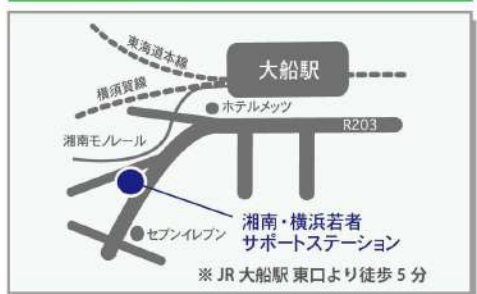 東海道本線
大船駅
横須賀線
ホテルメッツ
R203
湘南モノレール
湘南・横浜若者
サポートステーション
セブンイレブン
※ JR 大船駅 東口より徒歩 5 分